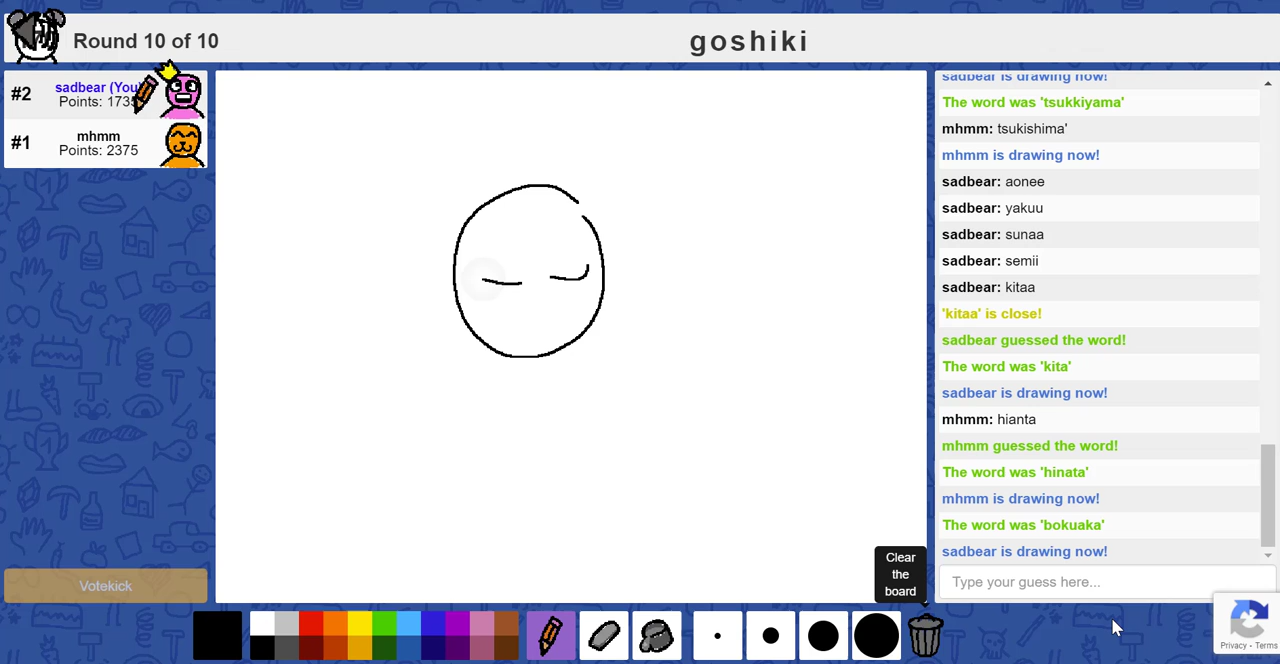 Round 10 of 10
goshiki
#2
sadbear (You
Points: 1735
#1
mhmm
Points: 2375
Votekick
sadbear is drawing now!
The word was 'tsukkiyama'
mhmm: tsukishima'
mhmm is drawing now!
sadbear: aonee
sadbear: yakuu
sadbear: sunaa
sadbear: semii
sadbear: kitaa
'kitaa' is close!
sadbear guessed the word!
The word was 'kita'
sadbear is drawing now!
mhmm: hianta
mhmm guessed the word!
The word was 'hinata'
mhmm is drawing now!
The word was 'bokuaka'
sadbear is drawing now!
Type your guess here...
Clear
the
board
Privacy - Terms